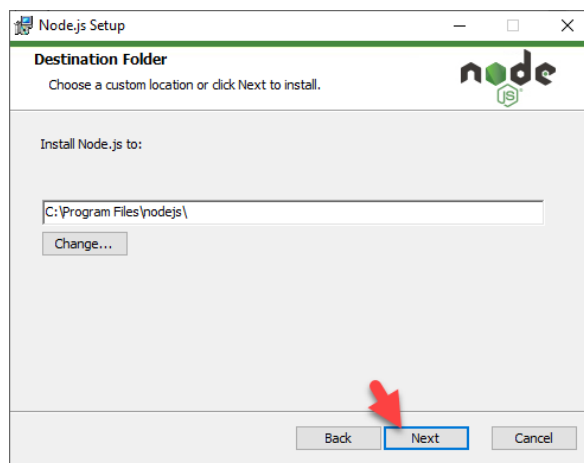 Node.js Setup
Destination Folder
Choose a custom location or click Next to install.
node
JS
Install Node.js to:
C:\Program Files\nodejs\
Change...
Back
Next
Cancel